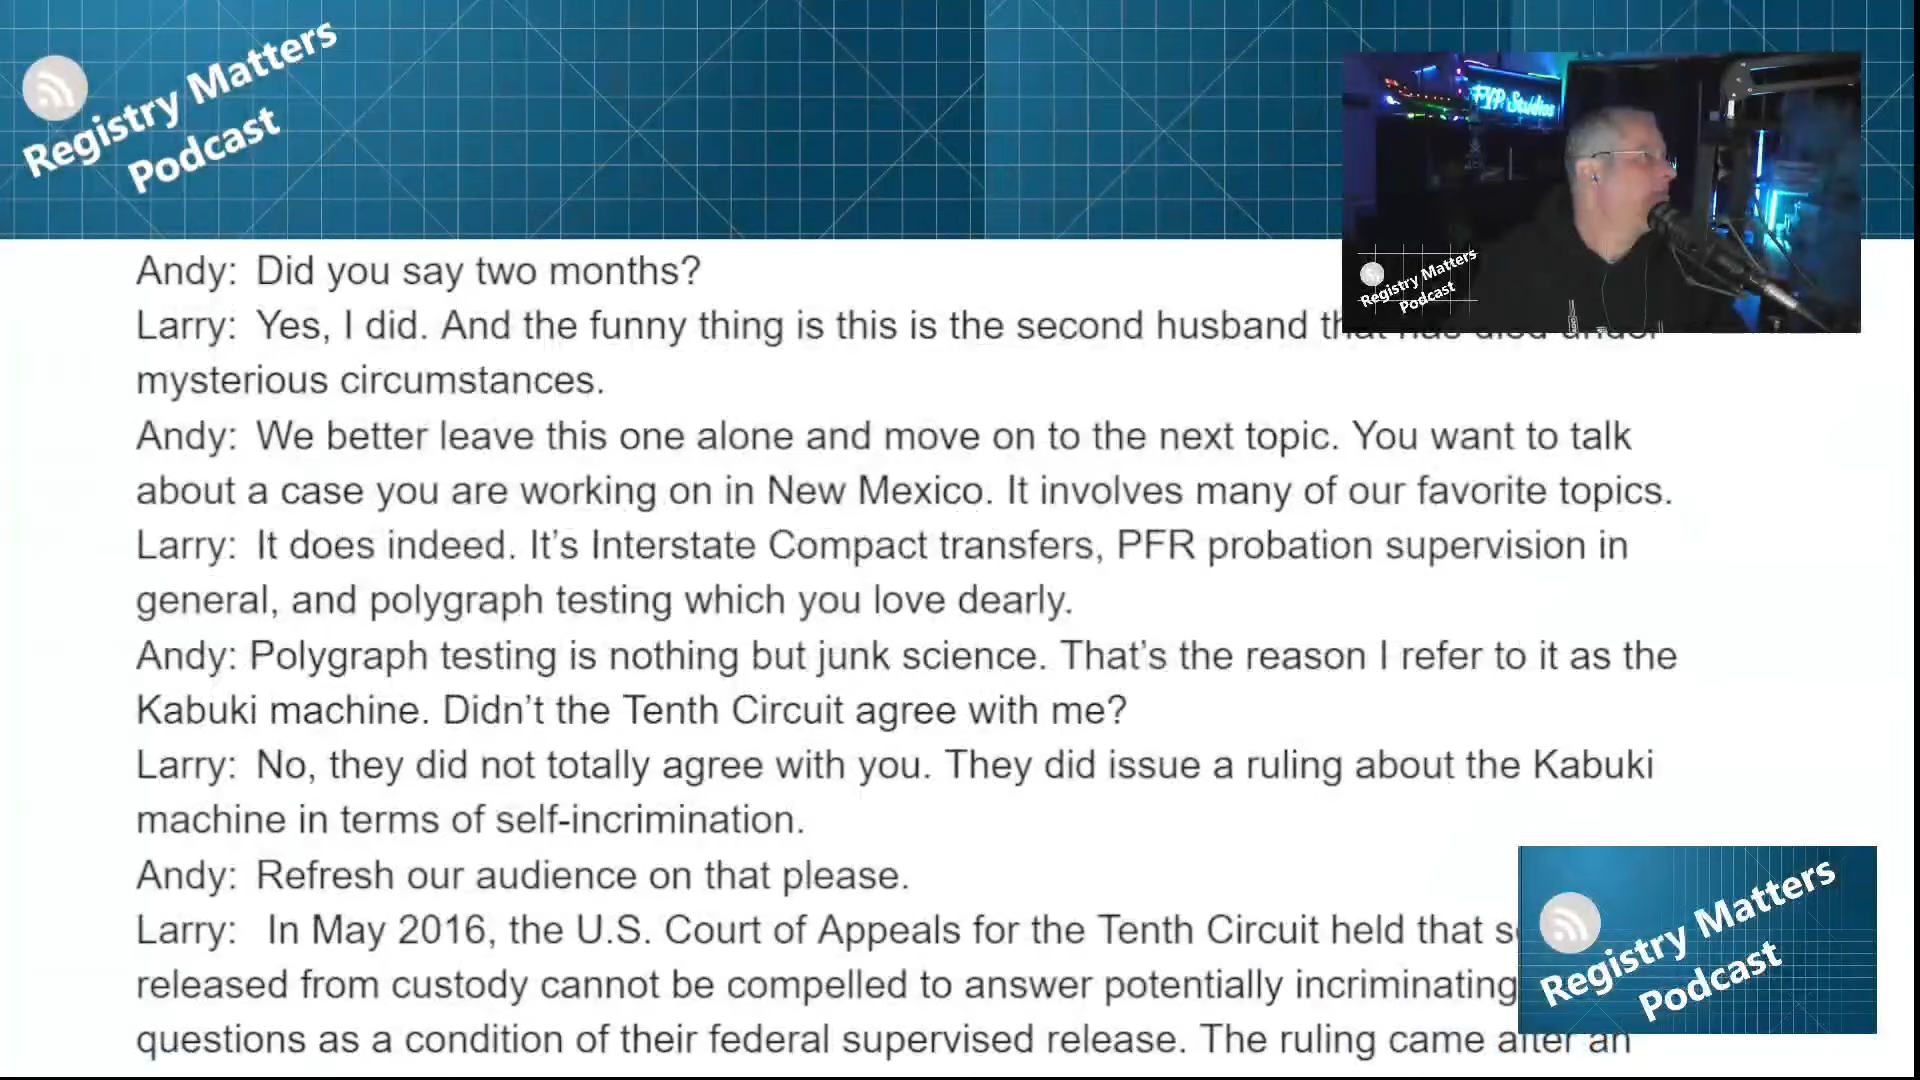 Registry Matters
Podcast
FYP Studios
Registry Matters
Podcast
Andy: Did you say two months?
Larry: Yes, I did. And the funny thing is this is the second husband that has died under
mysterious circumstances.
Andy: We better leave this one alone and move on to the next topic. You want to talk
about a case you are working on in New Mexico. It involves many of our favorite topics.
Larry: It does indeed. It’s Interstate Compact transfers, PFR probation supervision in
general, and polygraph testing which you love dearly.
Andy: Polygraph testing is nothing but junk science. That’s the reason I refer to it as the
Kabuki machine. Didn’t the Tenth Circuit agree with me?
Larry: No, they did not totally agree with you. They did issue a ruling about the Kabuki
machine in terms of self-incrimination.
Andy: Refresh our audience on that please.
Larry: In May 2016, the U.S. Court of Appeals for the Tenth Circuit held that
released from custody cannot be compelled to answer potentially incriminating
questions as a condition of their federal supervised release. The ruling came after an
Registry Matters
Podcast